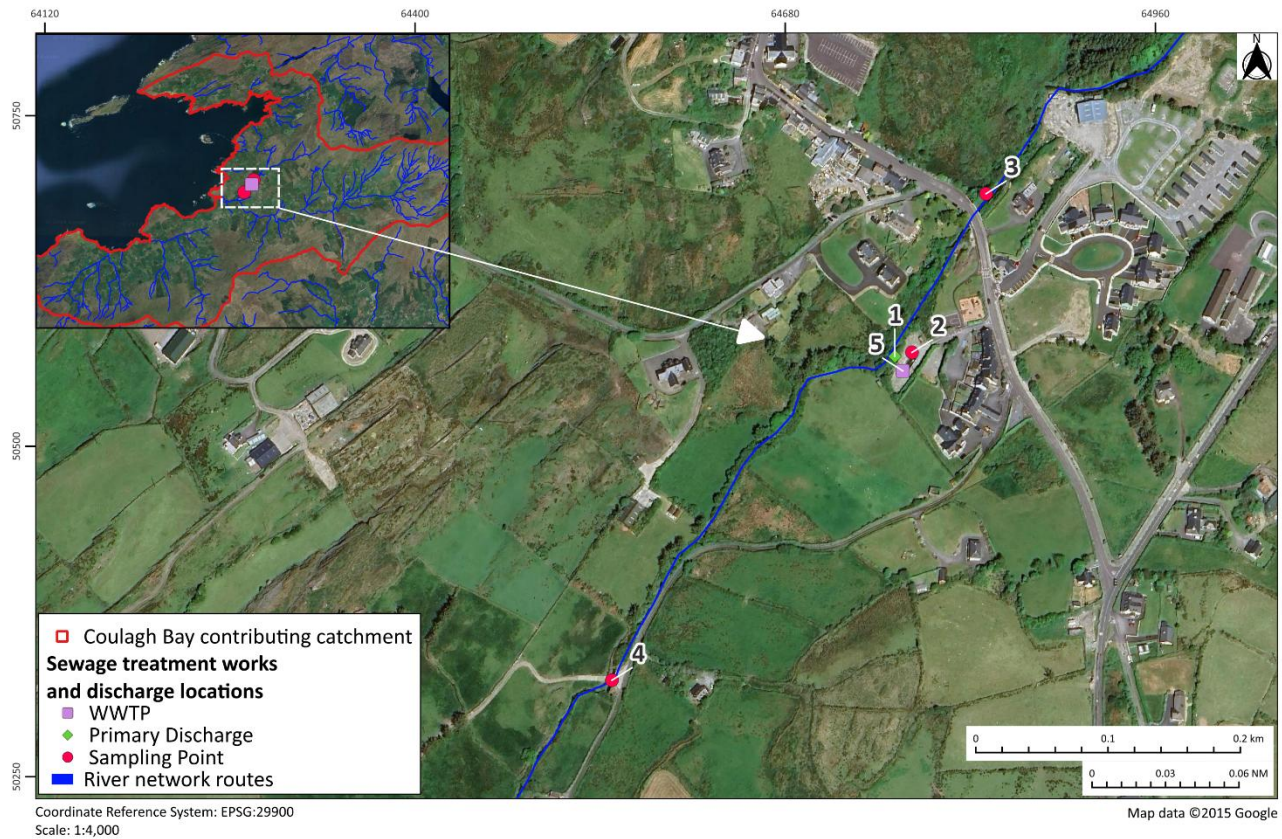 64120
64400
64680
64960
N
50750
50500
50250
3
1
2
5
4
Coulagh Bay contributing catchment
Sewage treatment works
and discharge locations
WWTP
Primary Discharge
Sampling Point
River network routes
0 0.1 0.2 km
0 0.03 0.06 NM
Coordinate Reference System: EPSG:29900
Scale: 1:4,000
Map data ©2015 Google